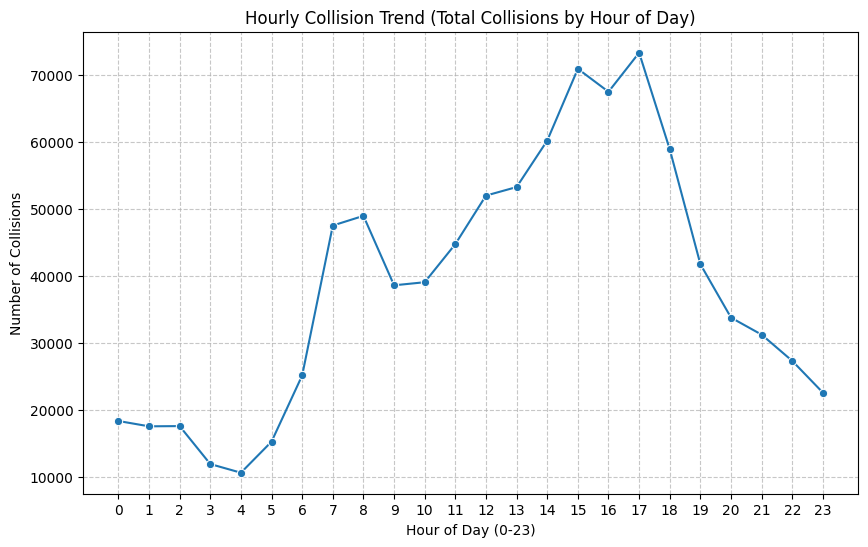 Hourly Collision Trend (Total Collisions by Hour of Day)
Number of Collisions
70000
60000
50000
40000
30000
20000
10000
0 1 2 3 4 5 6 7 8 9 10 11 12 13 14 15 16 17 18 19 20 21 22 23
Hour of Day (0-23)